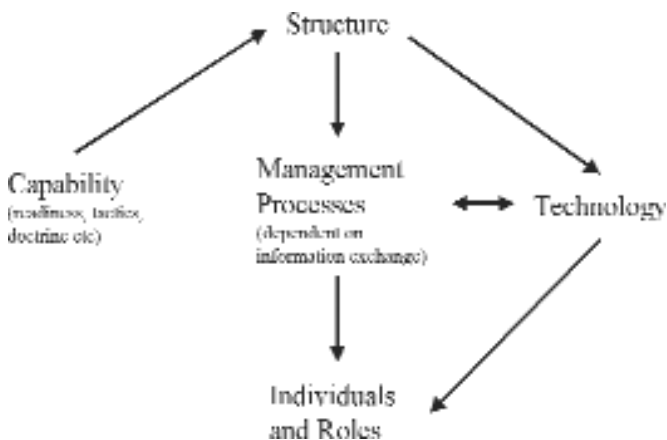 Structure
Capability
(readiness, tactics,
doctrine etc)
Management
Processes
(dependent on
information exchange)
Technology
Individuals
and Roles